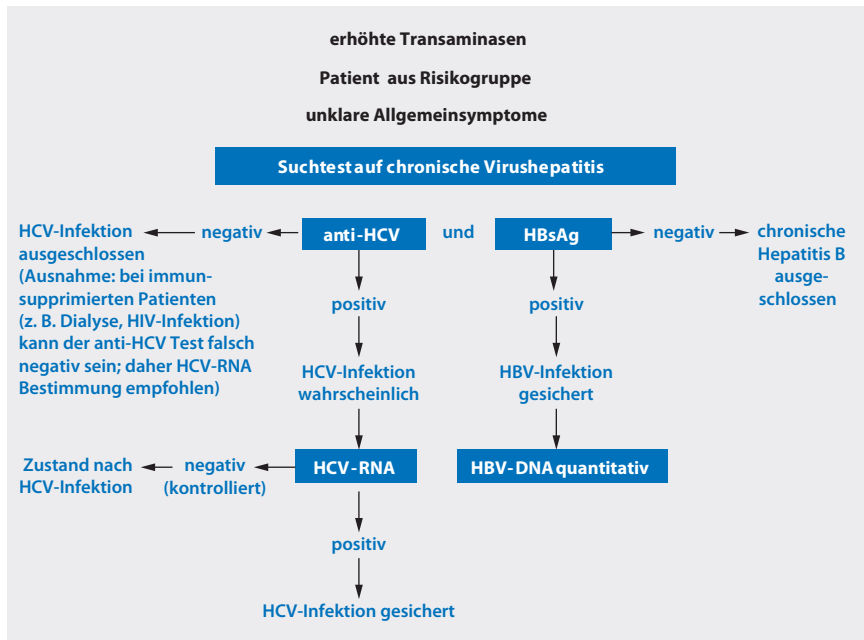 erhöhte Transaminasen
Patient aus Risikogruppe
unklare Allgemeinsymptome
Suchtest auf chronische Virushepatitis
HCV-Infektion
ausgeschlossen
(Ausnahme: bei immun-
supprimierten Patienten
(z. B. Dialyse, HIV-Infektion)
kann der anti-HCV Test falsch
negativ sein; daher HCV-RNA
Bestimmung empfohlen)
negativ
anti-HCV
und
HBsAg
negativ
chronische
Hepatitis B
ausge-
schlossen
positiv
positiv
HCV-Infektion
wahrscheinlich
HBV-Infektion
gesichert
Zustand nach
HCV-Infektion
negativ
(kontrolliert)
HCV-RNA
HBV-DNA quantitativ
positiv
HCV-Infektion gesichert